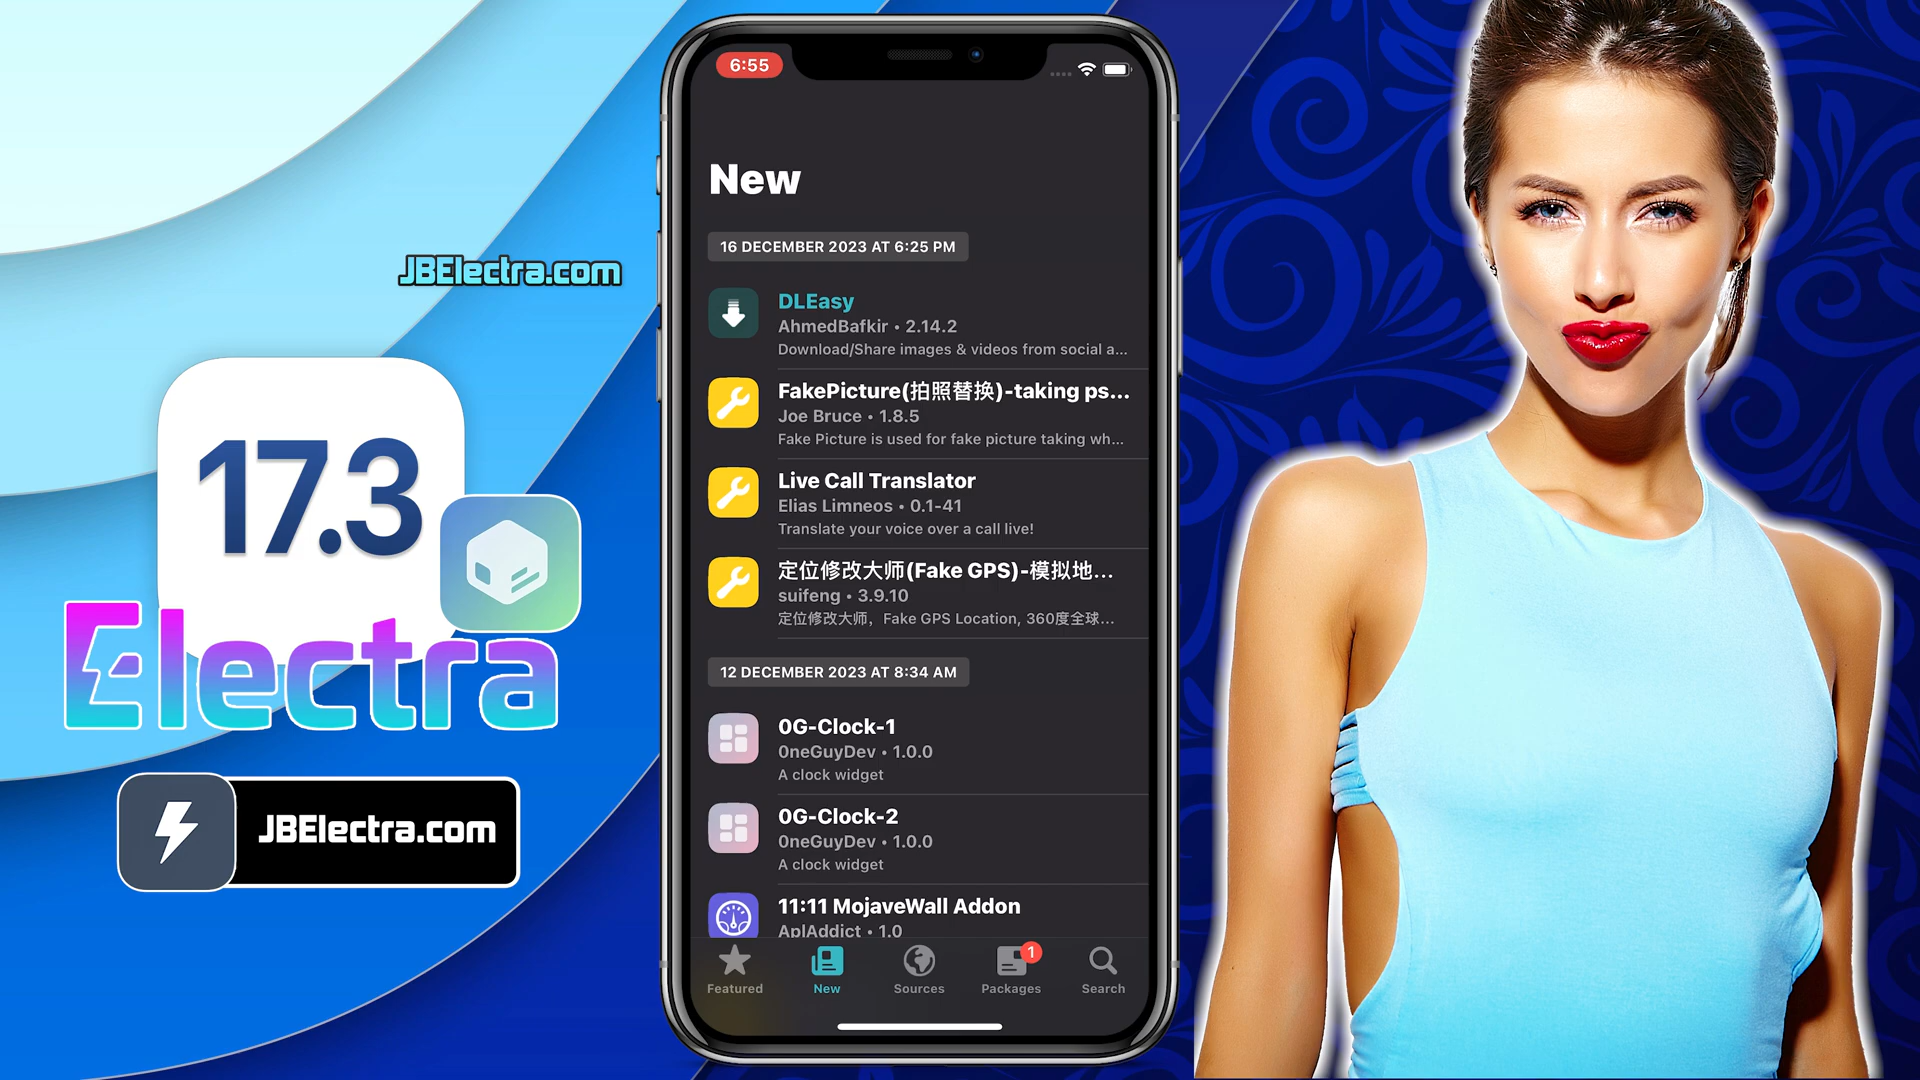 JBElectra.com
17.3
Electra
JBElectra.com
6:55
New
16 DECEMBER 2023 AT 6:25 PM
DLEasy
AhmedBafkir • 2.14.2
Download/Share images & videos from social a...
FakePicture(拍照替换)-taking ps...
Joe Bruce • 1.8.5
Fake Picture is used for fake picture taking wh...
Live Call Translator
Elias Limneos • 0.1-41
Translate your voice over a call live!
定位修改大师(Fake GPS)-模拟地...
suifeng • 3.9.10
定位修改大师，Fake GPS Location, 360度全球...
12 DECEMBER 2023 AT 8:34 AM
0G-Clock-1
0neGuyDev • 1.0.0
A clock widget
0G-Clock-2
0neGuyDev • 1.0.0
A clock widget
11:11 MojaveWall Addon
AplAddict • 1.0
1
Featured
New
Sources
Packages
Search